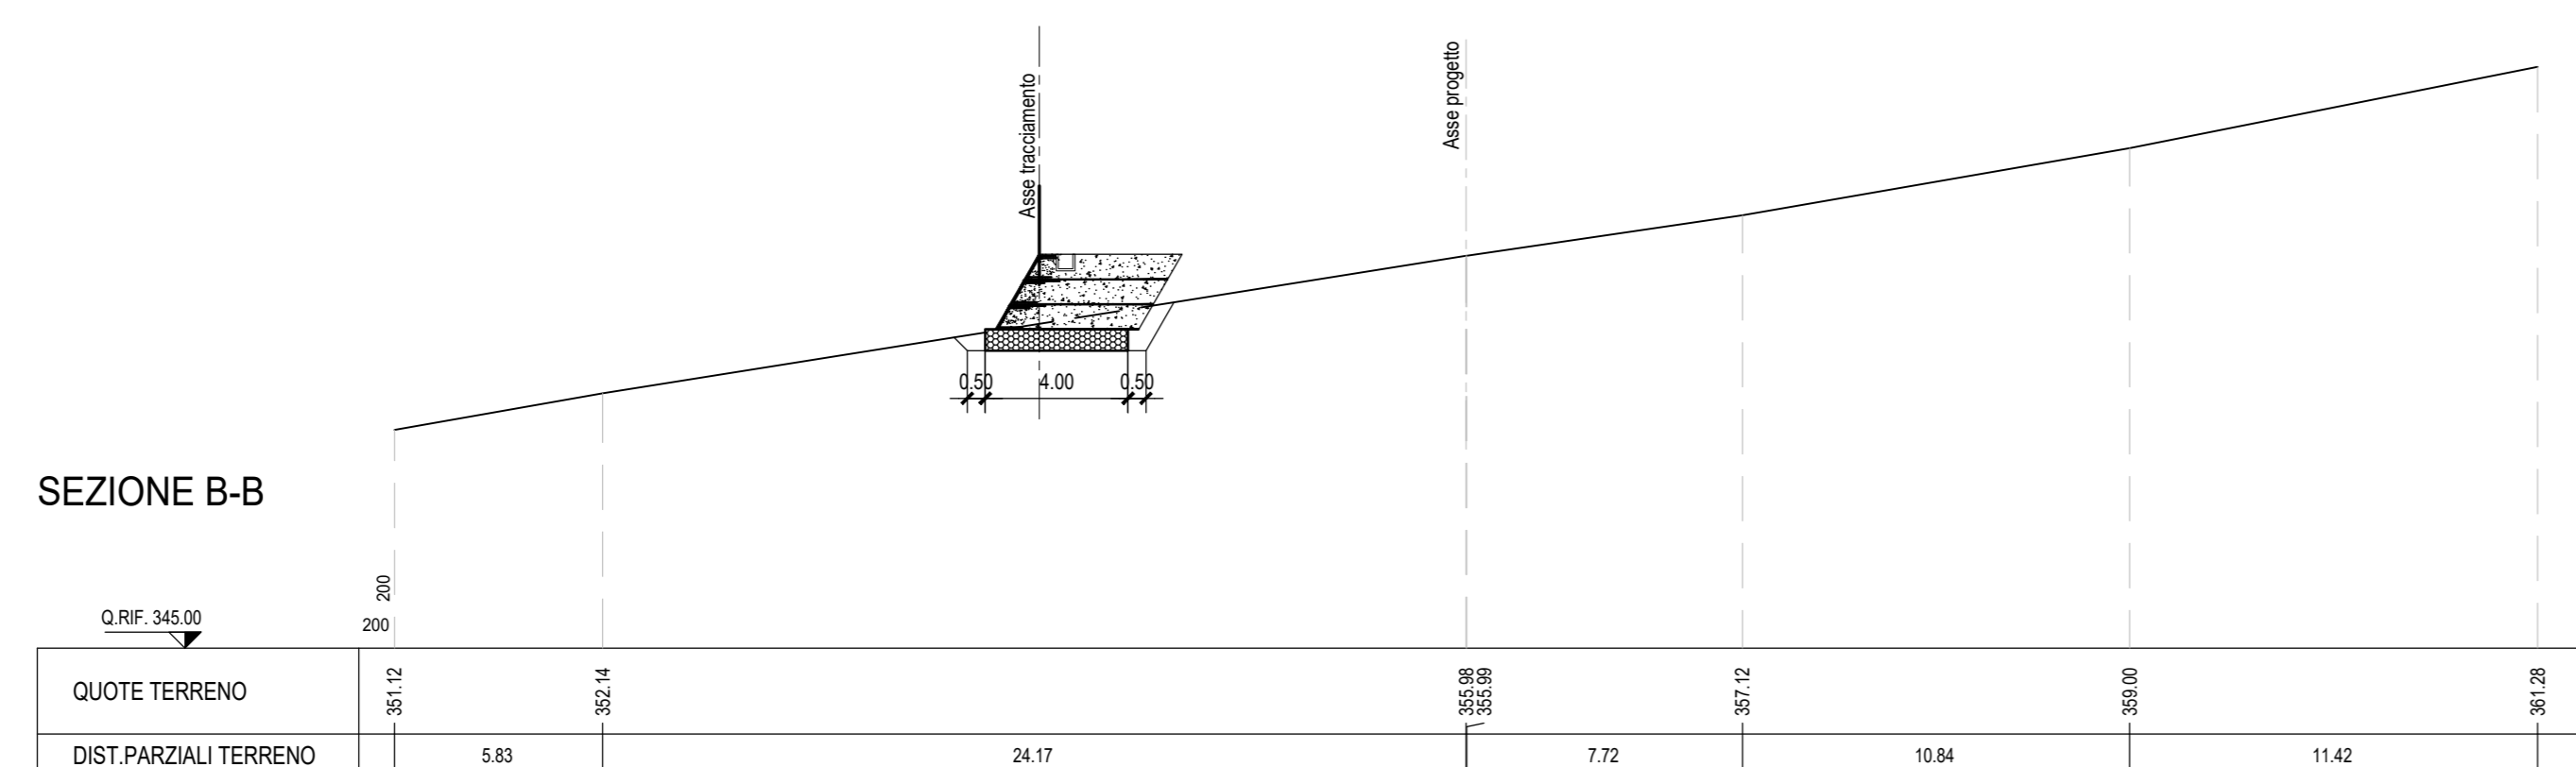 Asse tracciamento
Asse progetto
0.50 4.00 0.50
SEZIONE B-B
200
200
Q.RIF. 345.00
QUOTE TERRENO 351.12 352.14 355.98 355.99 357.12 359.00 361.28
DIST.PARZIALI TERRENO 5.83 24.17 7.72 10.84 11.42